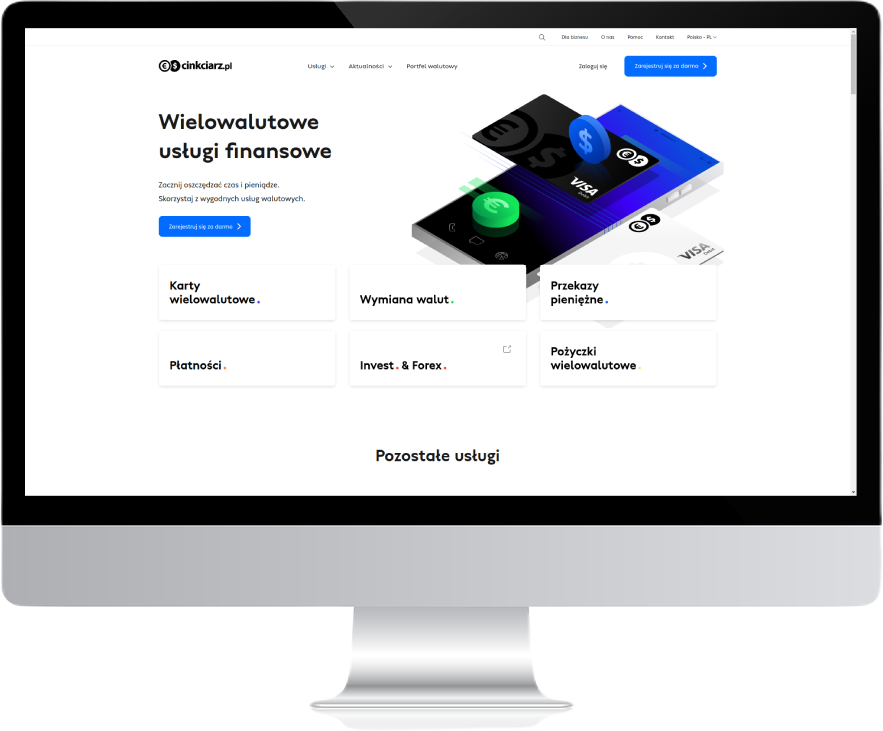 Dla biznesu O nas Pomoc Kontakt Polska - PL
€$ cinkciarz.pl Usługi Aktualności Portfel walutowy Zaloguj się Zarejestruj się za darmo
Wielowalutowe
usługi finansowe
Zacznij oszczędzać czas i pieniądze.
Skorzystaj z wygodnych usług walutowych.
Zarejestruj się za darmo
€ $
$
€ $
VISA
Debit
€
€ $
VISA
Debit
Karty
wielowalutowe.
Wymiana walut.
Przekazy
pieniężne.
Płatności.
Invest. & Forex.
Pożyczki
wielowalutowe.
Pozostałe usługi